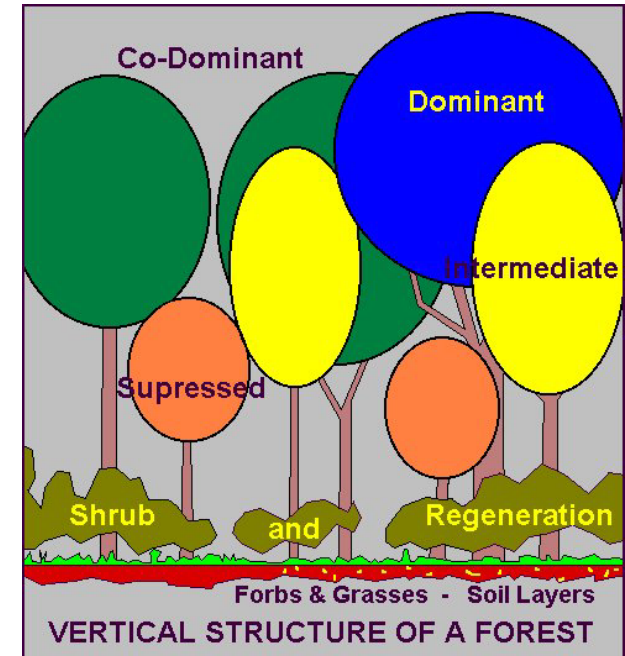 Co-Dominant
Dominant
Intermediate
Supressed
Shrub and Regeneration
Forbs & Grasses - Soil Layers
VERTICAL STRUCTURE OF A FOREST